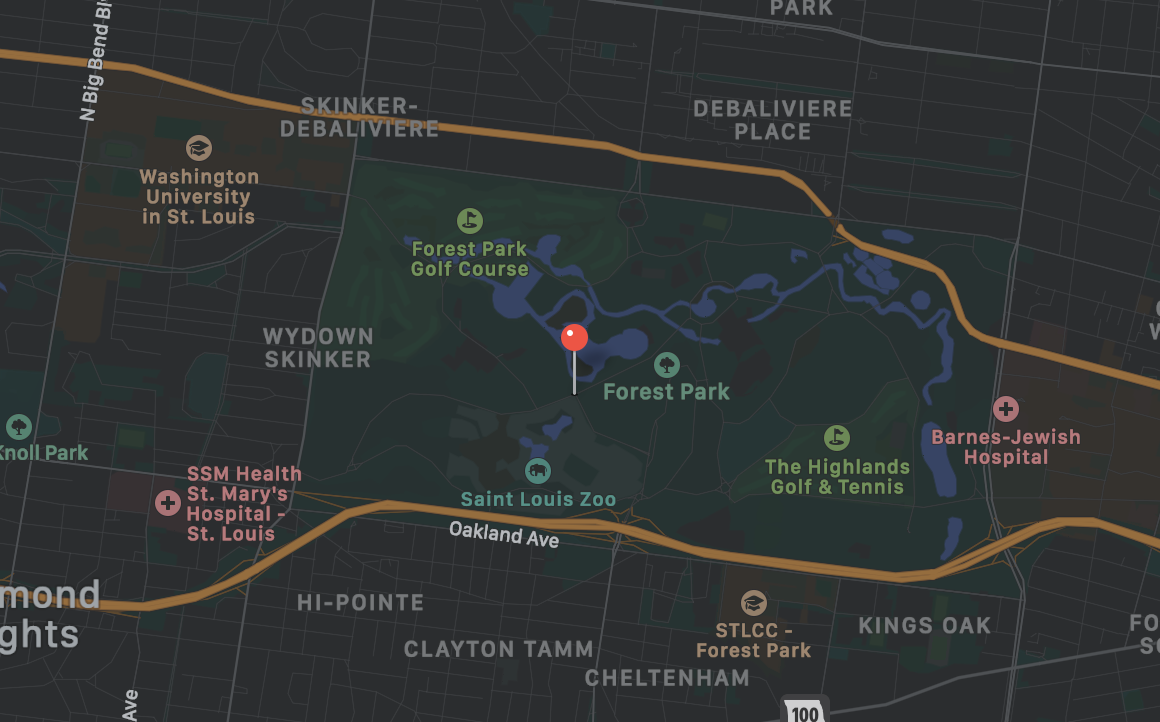 PARK
N Big Bend Bl
SKINKER-
DEBALIVIERE
DEBALIVIERE
PLACE
Washington
University
in St. Louis
Forest Park
Golf Course
WYDOWN
SKINKER
Forest Park
Knoll Park
Barnes-Jewish
Hospital
The Highlands
Golf & Tennis
SSM Health
St. Mary's
Hospital -
St. Louis
Saint Louis Zoo
Oakland Ave
mond
ghts
HI-POINTE
STLCC -
Forest Park
KINGS OAK
CLAYTON TAMM
CHELTENHAM
FO
SO
Ave
100